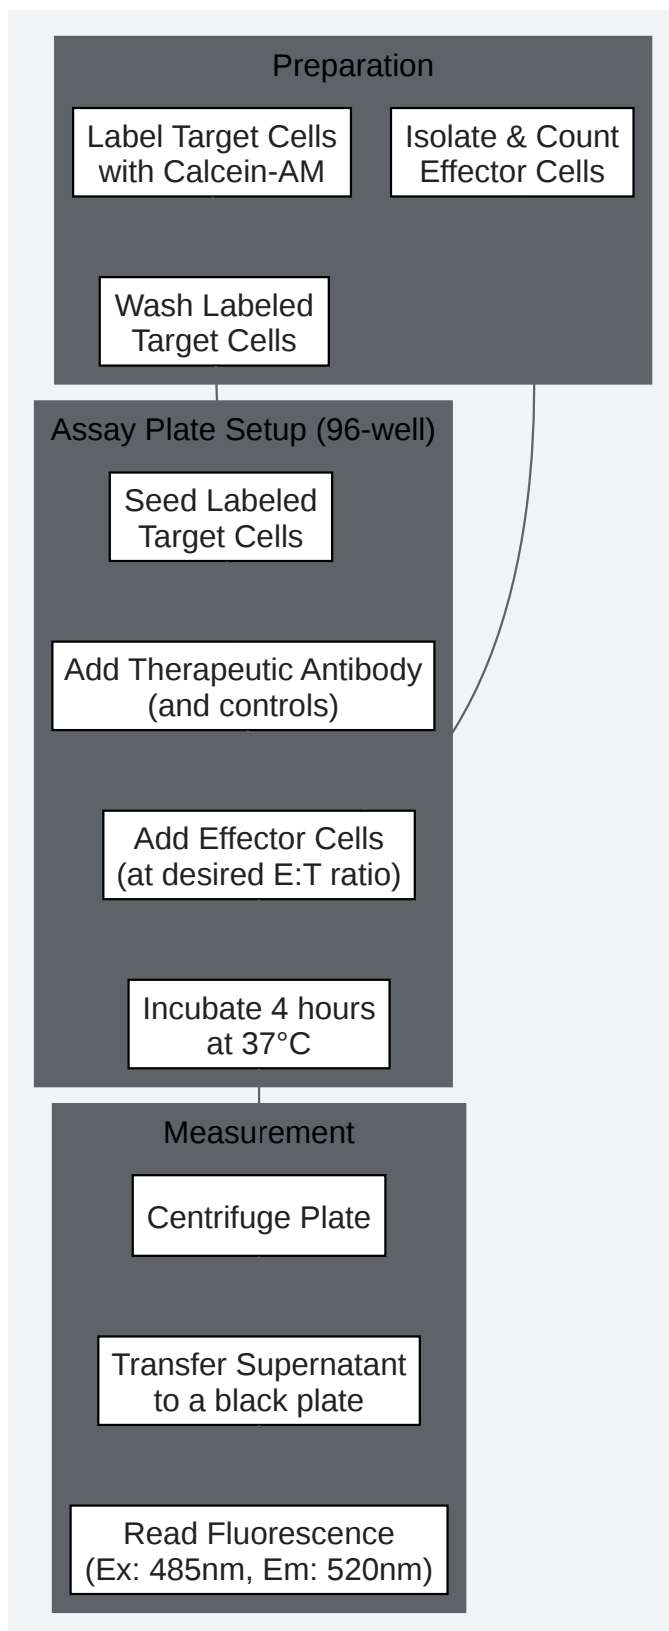 Preparation
Label Target Cells
with Calcein-AM
Isolate & Count
Effector Cells
Wash Labeled
Target Cells
Assay Plate Setup (96-well)
Seed Labeled
Target Cells
Add Therapeutic Antibody
(and controls)
Add Effector Cells
(at desired E:T ratio)
Incubate 4 hours
at 37°C
Measurement
Centrifuge Plate
Transfer Supernatant
to a black plate
Read Fluorescence
(Ex: 485nm, Em: 520nm)